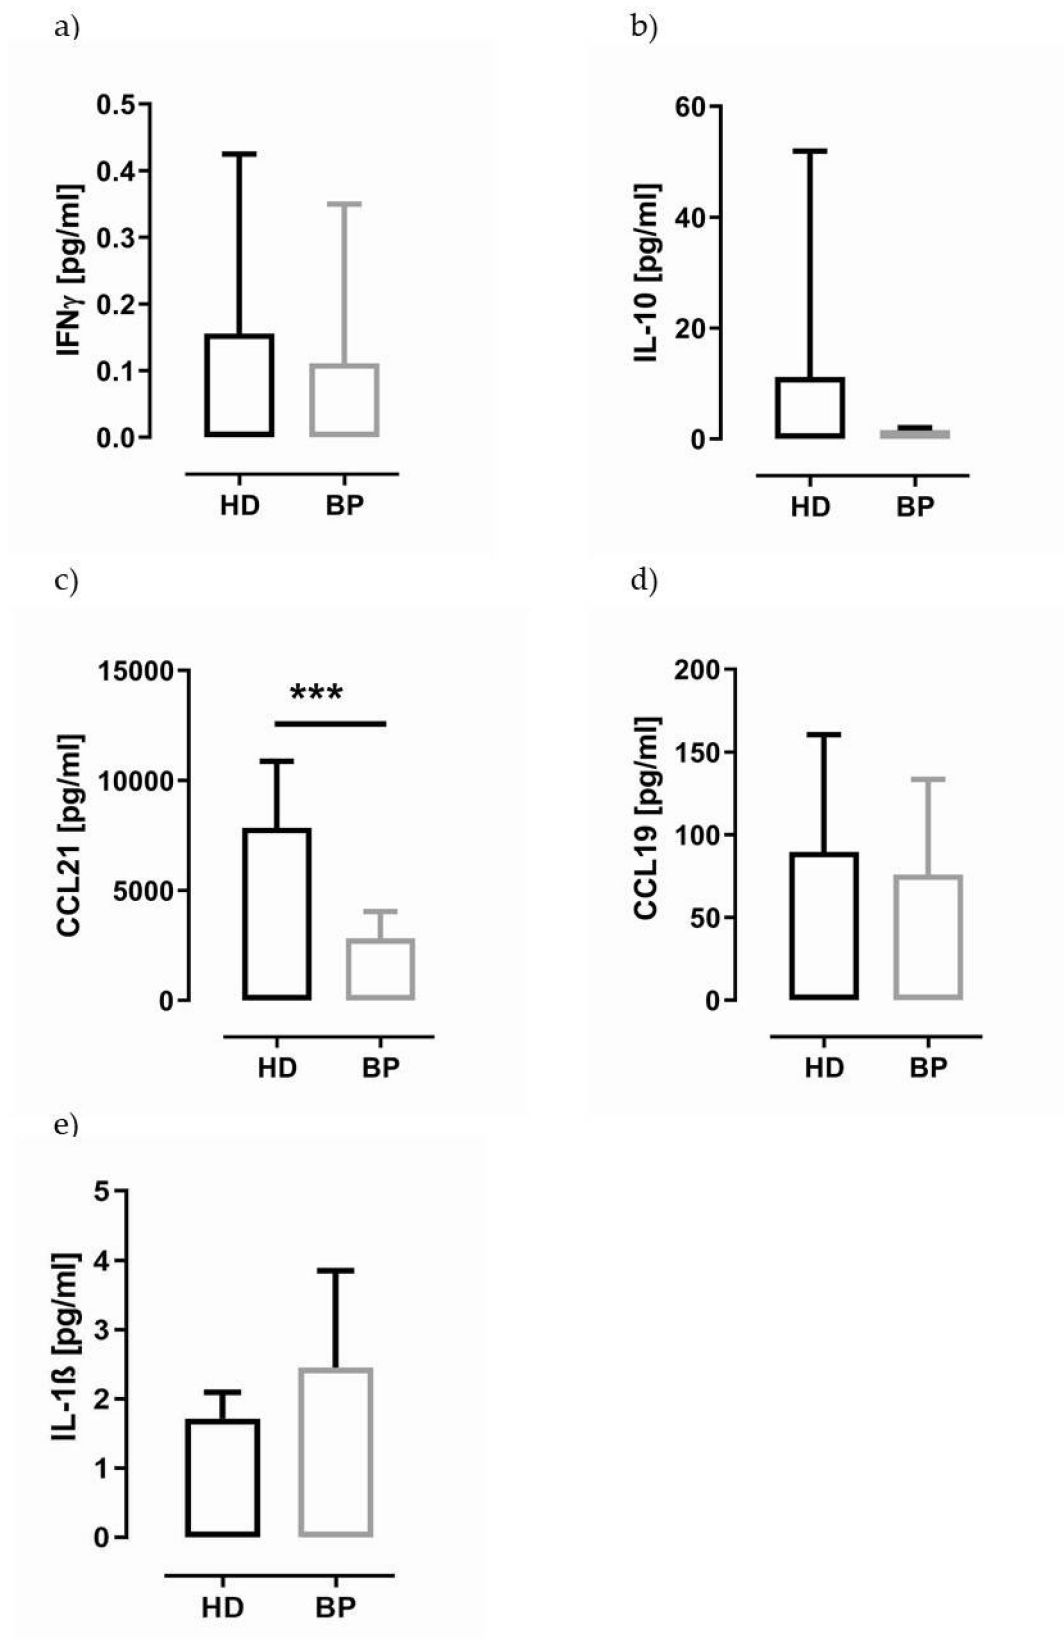 a)
0.5
0.4
0.3
0.2
0.1
0.0
IFNγ [pg/ml]
HD BP
b)
60
40
20
0
IL-10 [pg/ml]
HD BP
c)
15000
10000
5000
0
CCL21 [pg/ml]
***
HD BP
d)
200
150
100
50
0
CCL19 [pg/ml]
HD BP
e)
5
4
3
2
1
0
IL-1ß [pg/ml]
HD BP